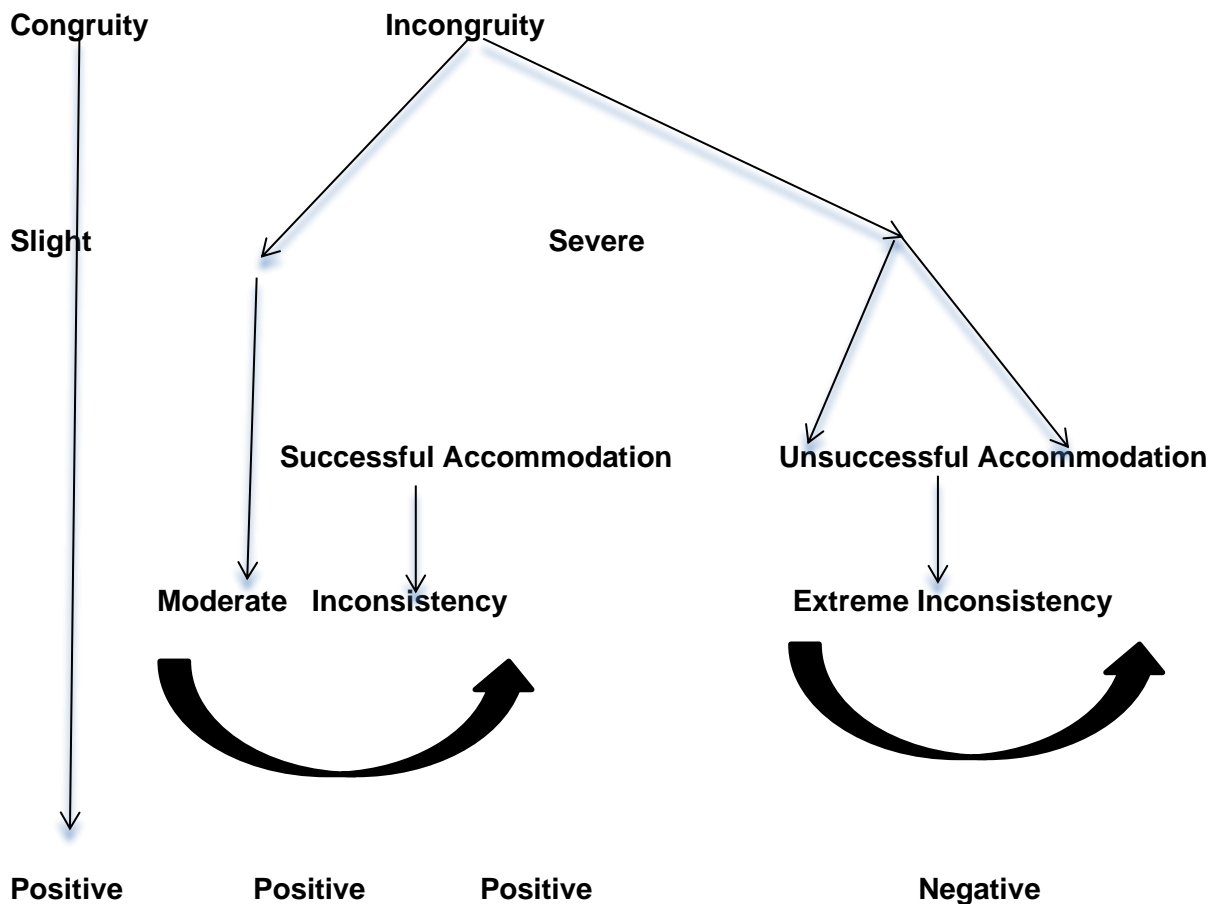 Congruity Incongruity
Slight Severe
Successful Accommodation Unsuccessful Accommodation
Moderate Inconsistency Extreme Inconsistency
Positive Positive Positive Negative